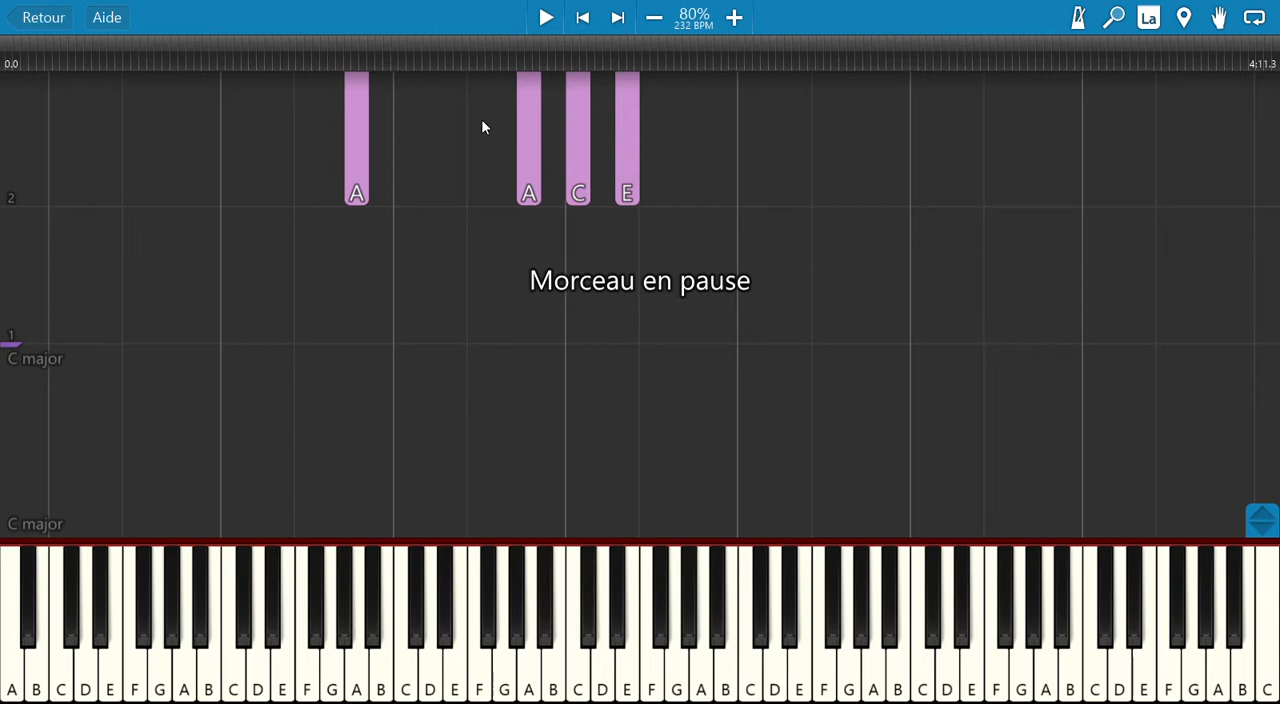 Retour Aide 80% La
232 BPM
0.0 4:11.3
A A C E
2
Morceau en pause
1
C major
C major
A B C D E F G A B C D E F G A B C D E F G A B C D E F G A B C D E F G A B C D E F G A B C D E F G A B C